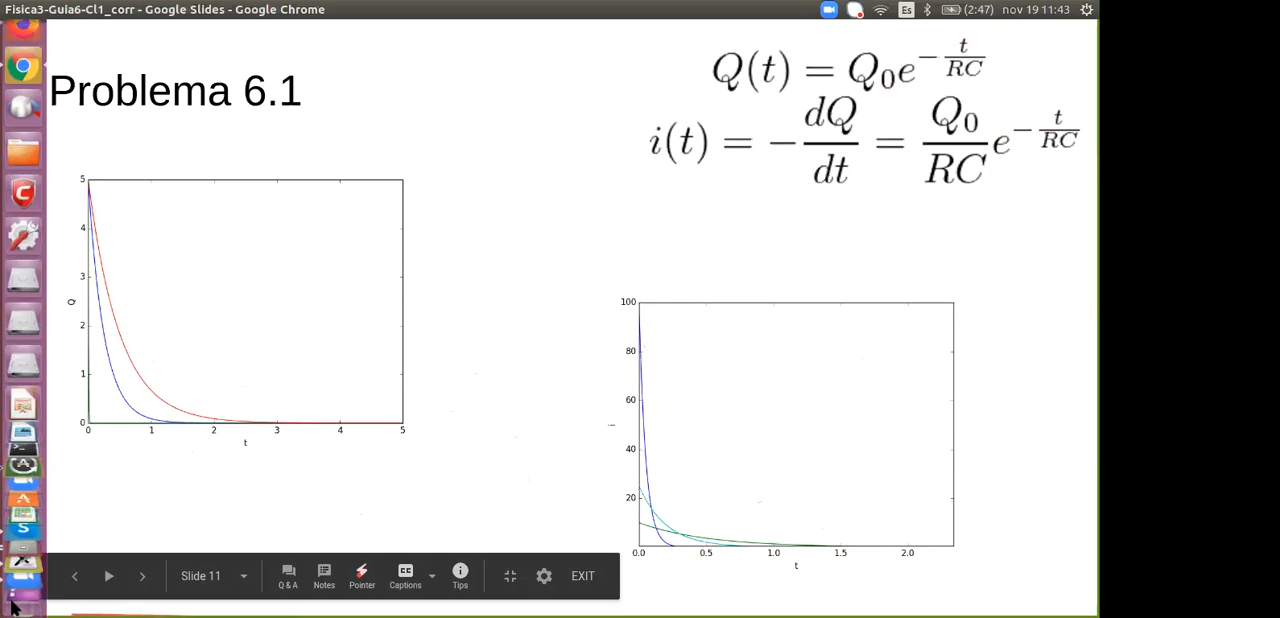 Fisica3-Guia6-Cl1_corr - Google Slides - Google Chrome
Es
(2:47)
nov 19 11:43
Problema 6.1
Q(t) = Q₀e^{-t/RC}
i(t) = -dQ/dt = Q₀/RC e^{-t/RC}
5
4
3
2
1
0
Q
0 1 2 3 4 5
t
100
80
60
40
20
i
0.0 0.5 1.0 1.5 2.0
t
Slide 11
Q & A
Notes
Pointer
CC
Captions
Tips
EXIT